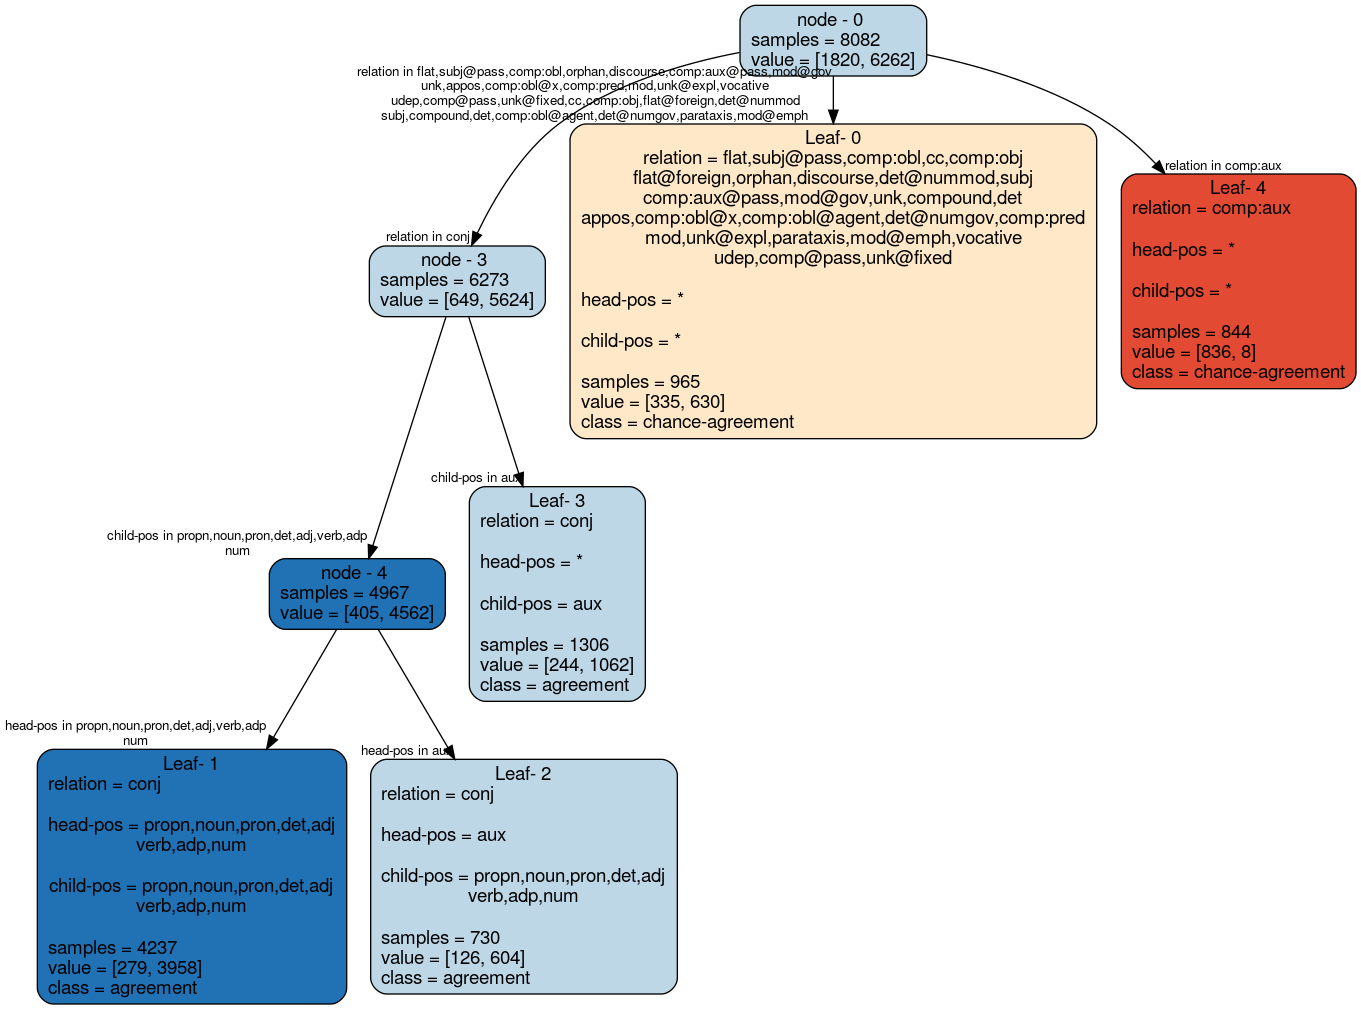 node - 0
samples = 8082
value = [1820, 6262]
relation in flat,subj@pass,comp:obl,orphan,discourse,comp:aux@pass,mod@gov
unk,appos,comp:obl@x,comp:pred,mod,unk@expl,vocative
udep,comp@pass,unk@fixed,cc,comp:obj,flat@foreign,det@nummod
subj,compound,det,comp:obl@agent,det@numgov,parataxis,mod@emph
Leaf- 0
relation = flat,subj@pass,comp:obl,cc,comp:obj
flat@foreign,orphan,discourse,det@nummod,subj
comp:aux@pass,mod@gov,unk,compound,det
appos,comp:obl@x,comp:obl@agent,det@numgov,comp:pred
mod,unk@expl,parataxis,mod@emph,vocative
udep,comp@pass,unk@fixed
head-pos = *
child-pos = *
samples = 965
value = [335, 630]
class = chance-agreement
relation in comp:aux
Leaf- 4
relation = comp:aux
head-pos = *
child-pos = *
samples = 844
value = [836, 8]
class = chance-agreement
relation in conj
node - 3
samples = 6273
value = [649, 5624]
child-pos in aux
Leaf- 3
relation = conj
head-pos = *
child-pos = aux
samples = 1306
value = [244, 1062]
class = agreement
child-pos in propn,noun,pron,det,adj,verb,adp
num
node - 4
samples = 4967
value = [405, 4562]
head-pos in propn,noun,pron,det,adj,verb,adp
num
Leaf- 1
relation = conj
head-pos = propn,noun,pron,det,adj
verb,adp,num
child-pos = propn,noun,pron,det,adj
verb,adp,num
samples = 4237
value = [279, 3958]
class = agreement
head-pos in aux
Leaf- 2
relation = conj
head-pos = aux
child-pos = propn,noun,pron,det,adj
verb,adp,num
samples = 730
value = [126, 604]
class = agreement